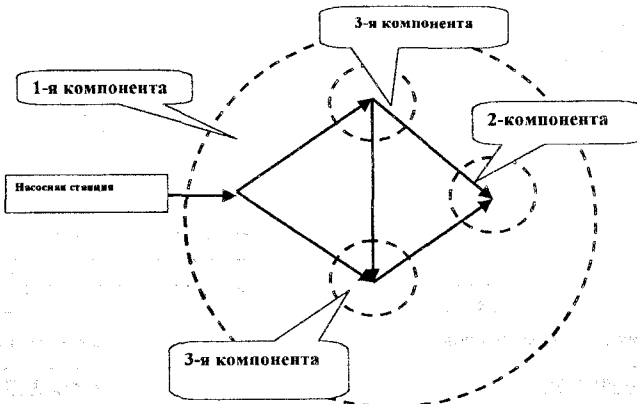 3-я компонента
1-я компонента
2-компонента
Насосная станция
3-я компонента